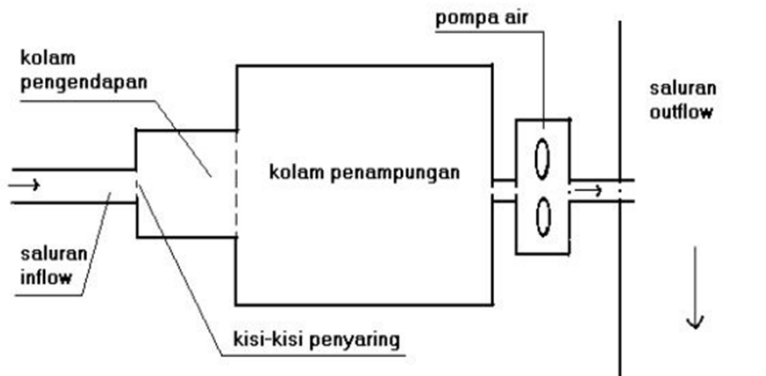 pompa air
kolam
pengendapan
saluran
outflow
kolam penampungan
saluran
inflow
kisi-kisi penyaring